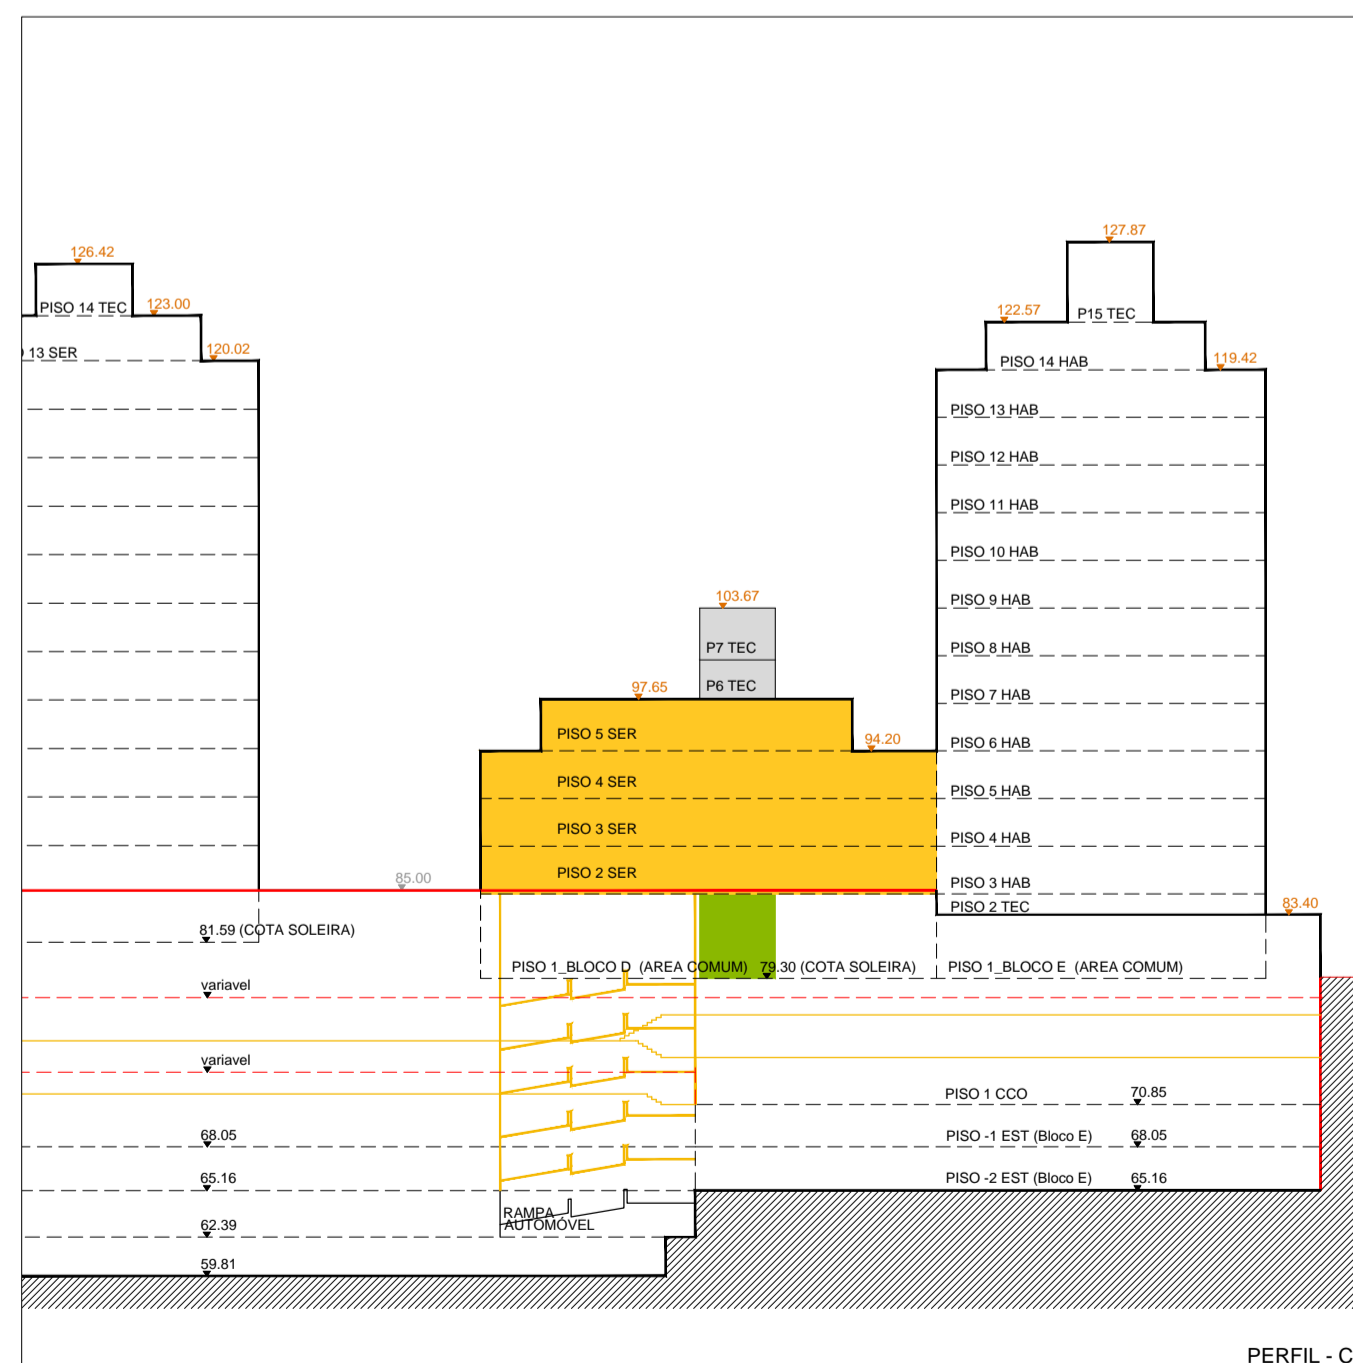 127.87
126.42
PISO 14 TEC
123.00
122.57
P15 TEC
) 13 SER
120.02
PISO 14 HAB
119.42
PISO 13 HAB
PISO 12 HAB
PISO 11 HAB
PISO 10 HAB
PISO 9 HAB
103.67
P7 TEC
PISO 8 HAB
P6 TEC
97.65
PISO 7 HAB
PISO 5 SER
94.20
PISO 6 HAB
PISO 4 SER
PISO 5 HAB
PISO 3 SER
PISO 4 HAB
85.00
PISO 2 SER
PISO 3 HAB
PISO 2 TEC
83.40
81.59 (COTA SOLEIRA)
PISO 1_BLOCO D (AREA COMUM)
79.30 (COTA SOLEIRA)
PISO 1_BLOCO E (AREA COMUM)
variavel
variavel
PISO 1 CCO
70.85
68.05
PISO -1 EST (Bloco E)
68.05
65.16
PISO -2 EST (Bloco E)
65.16
RAMPA
AUTOMÓVEL
62.39
59.81
PERFIL - C